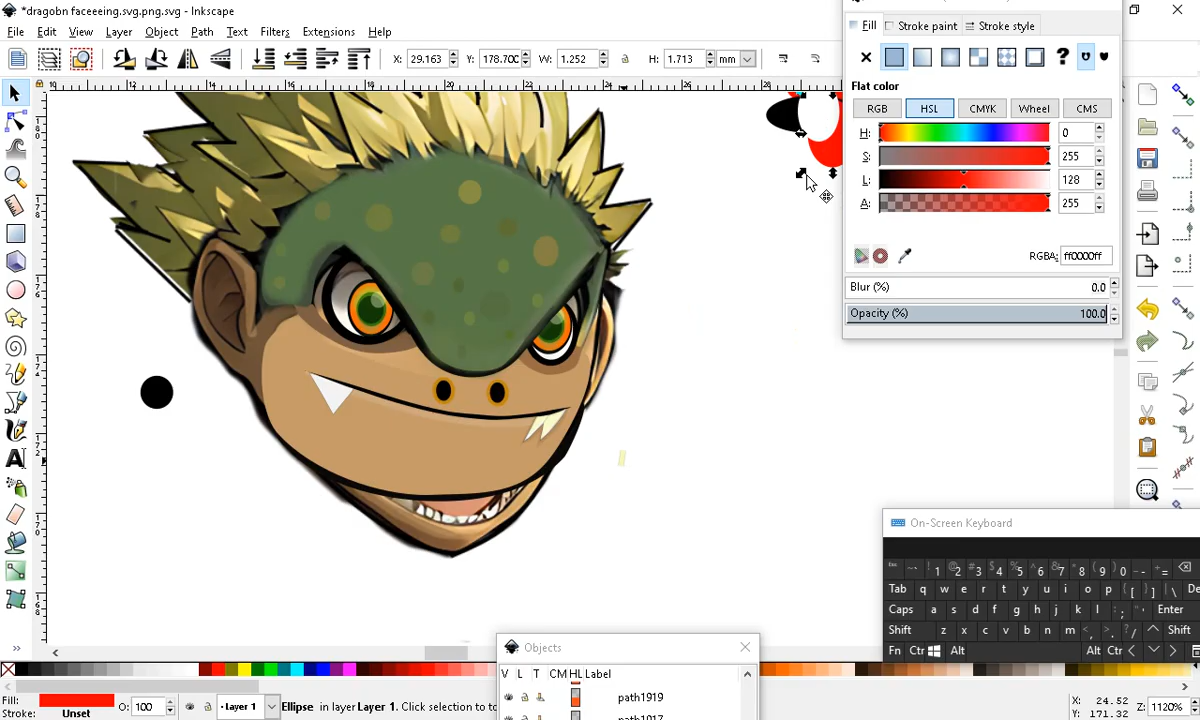 *dragobn faceeeing.svg.png.svg - Inkscape
File Edit View Layer Object Path Text Filters Extensions Help
X: 29.163 Y: 178.700 W: 1.252 H: 1.713 mm
Fill Stroke paint Stroke style
Flat color
RGB HSL CMYK Wheel CMS
H: 0
S: 255
L: 128
A: 255
RGBA: ff0000ff
Blur (%) 0.0
Opacity (%) 100.0
On-Screen Keyboard
Tab q w e r t y u i o p
Caps a s d f g h j k l Enter
Shift z x c v b n m Shift
Fn Ctr Alt Alt Ctr
Objects
V L T CM HL Label
path1919
path1917
Fill:
Stroke: Unset
O: 100
Layer 1
Ellipse in layer Layer 1. Click selection to to
X: 24.52
Y: 171.32
Z: 1120%